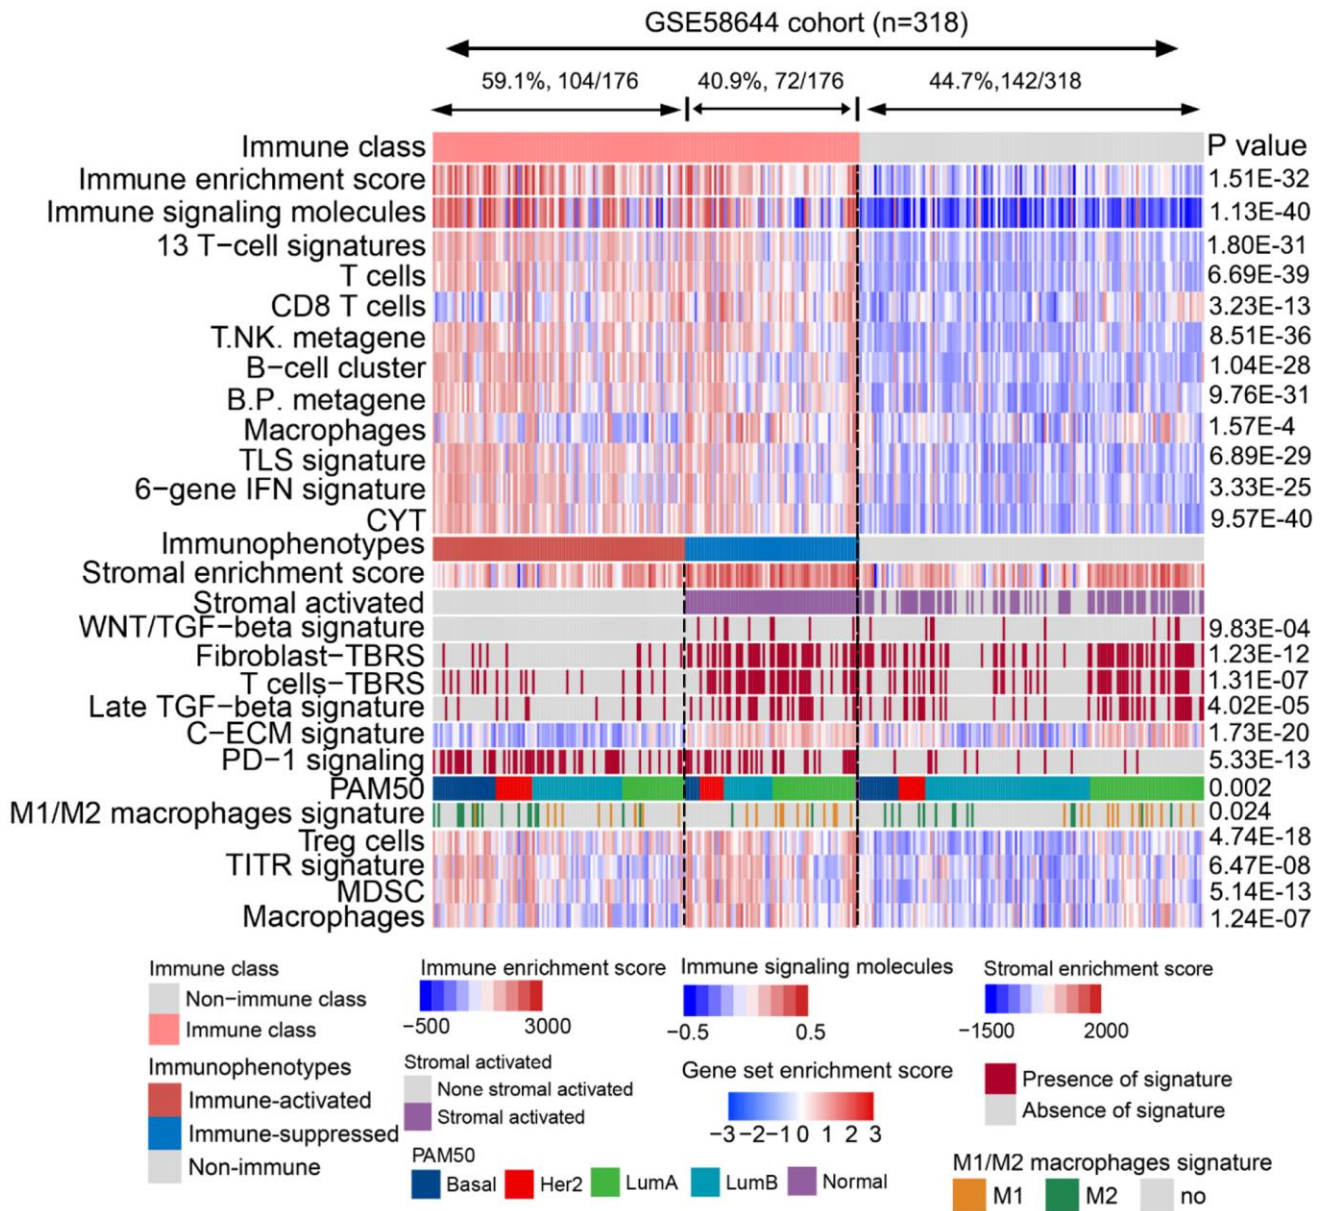 GSE58644 cohort (n=318)
59.1%, 104/176 40.9%, 72/176 44.7%,142/318
Immune class P value
Immune enrichment score 1.51E-32
Immune signaling molecules 1.13E-40
13 T−cell signatures 1.80E-31
T cells 6.69E-39
CD8 T cells 3.23E-13
T.NK. metagene 8.51E-36
B−cell cluster 1.04E-28
B.P. metagene 9.76E-31
Macrophages 1.57E-4
TLS signature 6.89E-29
6−gene IFN signature 3.33E-25
CYT 9.57E-40
Immunophenotypes
Stromal enrichment score
Stromal activated
WNT/TGF−beta signature 9.83E-04
Fibroblast−TBRS 1.23E-12
T cells−TBRS 1.31E-07
Late TGF−beta signature 4.02E-05
C−ECM signature 1.73E-20
PD−1 signaling 5.33E-13
PAM50 0.002
M1/M2 macrophages signature 0.024
Treg cells 4.74E-18
TITR signature 6.47E-08
MDSC 5.14E-13
Macrophages 1.24E-07
Immune class
Non−immune class
Immune class
Immunophenotypes
Immune-activated
Immune-suppressed
Non-immune
Immune enrichment score
−500 3000
Stromal activated
None stromal activated
Stromal activated
PAM50
Basal Her2 LumA LumB Normal
Immune signaling molecules
−0.5 0.5
Gene set enrichment score
−3 −2 −1 0 1 2 3
Stromal enrichment score
−1500 2000
Presence of signature
Absence of signature
M1/M2 macrophages signature
M1 M2 no